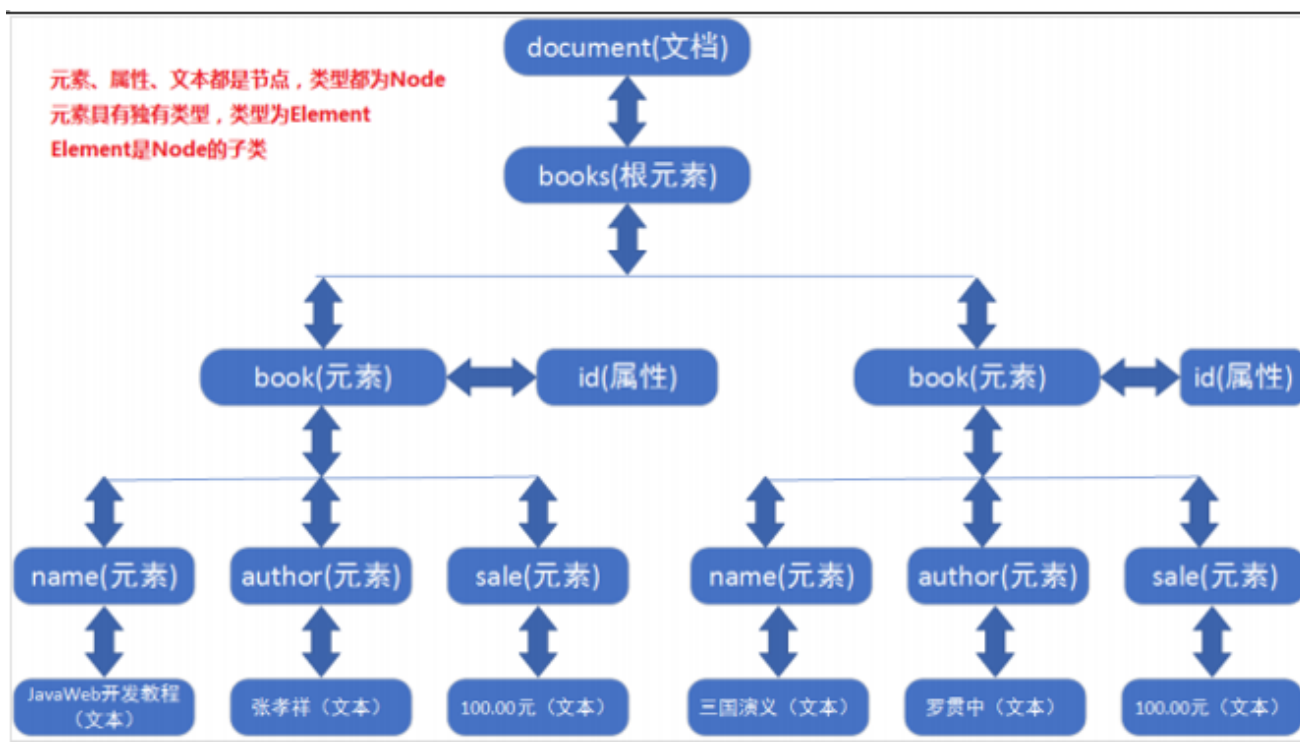 document(文档)
元素、属性、文本都是节点，类型都为Node
元素具有独有类型，类型为Element
Element是Node的子类
books(根元素)
book(元素)
id(属性)
book(元素)
id(属性)
name(元素)
author(元素)
sale(元素)
name(元素)
author(元素)
sale(元素)
JavaWeb开发教程
（文本）
张孝祥（文本）
100.00元（文本）
三国演义（文本）
罗贯中（文本）
100.00元（文本）